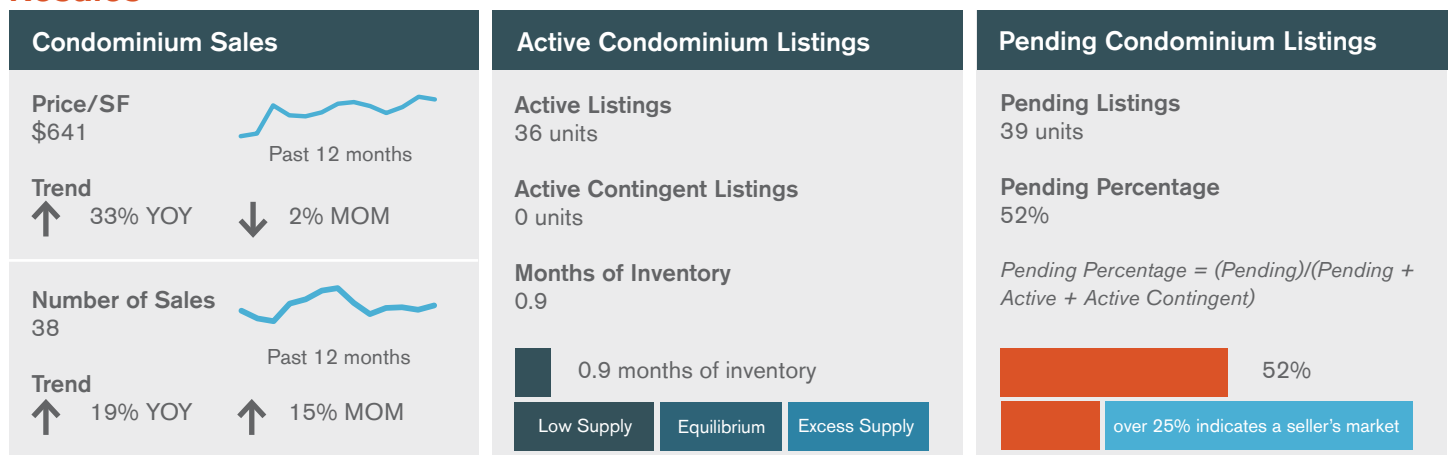 Condominium Sales
Price/SF
$641
Past 12 months
Trend
33% YOY
2% MOM
Number of Sales
38
Past 12 months
Trend
19% YOY
15% MOM
Active Condominium Listings
Active Listings
36 units
Active Contingent Listings
0 units
Months of Inventory
0.9
0.9 months of inventory
Low Supply
Equilibrium
Excess Supply
Pending Condominium Listings
Pending Listings
39 units
Pending Percentage
52%
Pending Percentage = (Pending)/(Pending +
Active + Active Contingent)
52%
over 25% indicates a seller's market